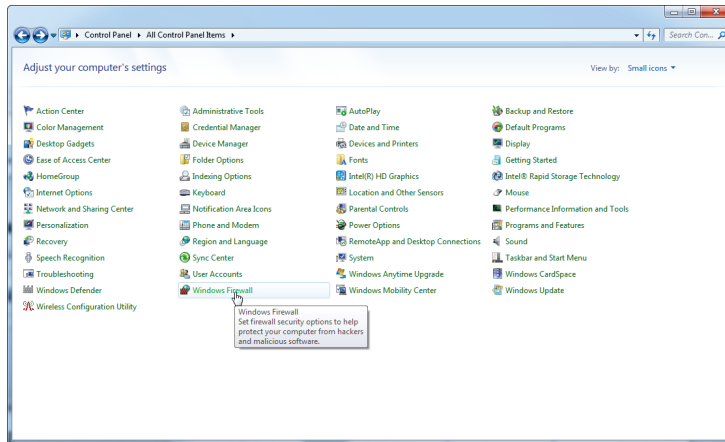 Control Panel
All Control Panel Items
Search Con...
Adjust your computer's settings
View by: Small icons
Action Center
Administrative Tools
AutoPlay
Backup and Restore
Color Management
Credential Manager
Date and Time
Default Programs
Desktop Gadgets
Device Manager
Devices and Printers
Display
Ease of Access Center
Folder Options
Fonts
Getting Started
HomeGroup
Indexing Options
Intel(R) HD Graphics
Intel® Rapid Storage Technology
Internet Options
Keyboard
Location and Other Sensors
Mouse
Network and Sharing Center
Notification Area Icons
Parental Controls
Performance Information and Tools
Personalization
Phone and Modem
Power Options
Programs and Features
Recovery
Region and Language
RemoteApp and Desktop Connections
Sound
Speech Recognition
Sync Center
System
Taskbar and Start Menu
Troubleshooting
User Accounts
Windows Anytime Upgrade
Windows CardSpace
Windows Defender
Windows Firewall
Windows Mobility Center
Windows Update
Wireless Configuration Utility
Windows Firewall
Set firewall security options to help
protect your computer from hackers
and malicious software.